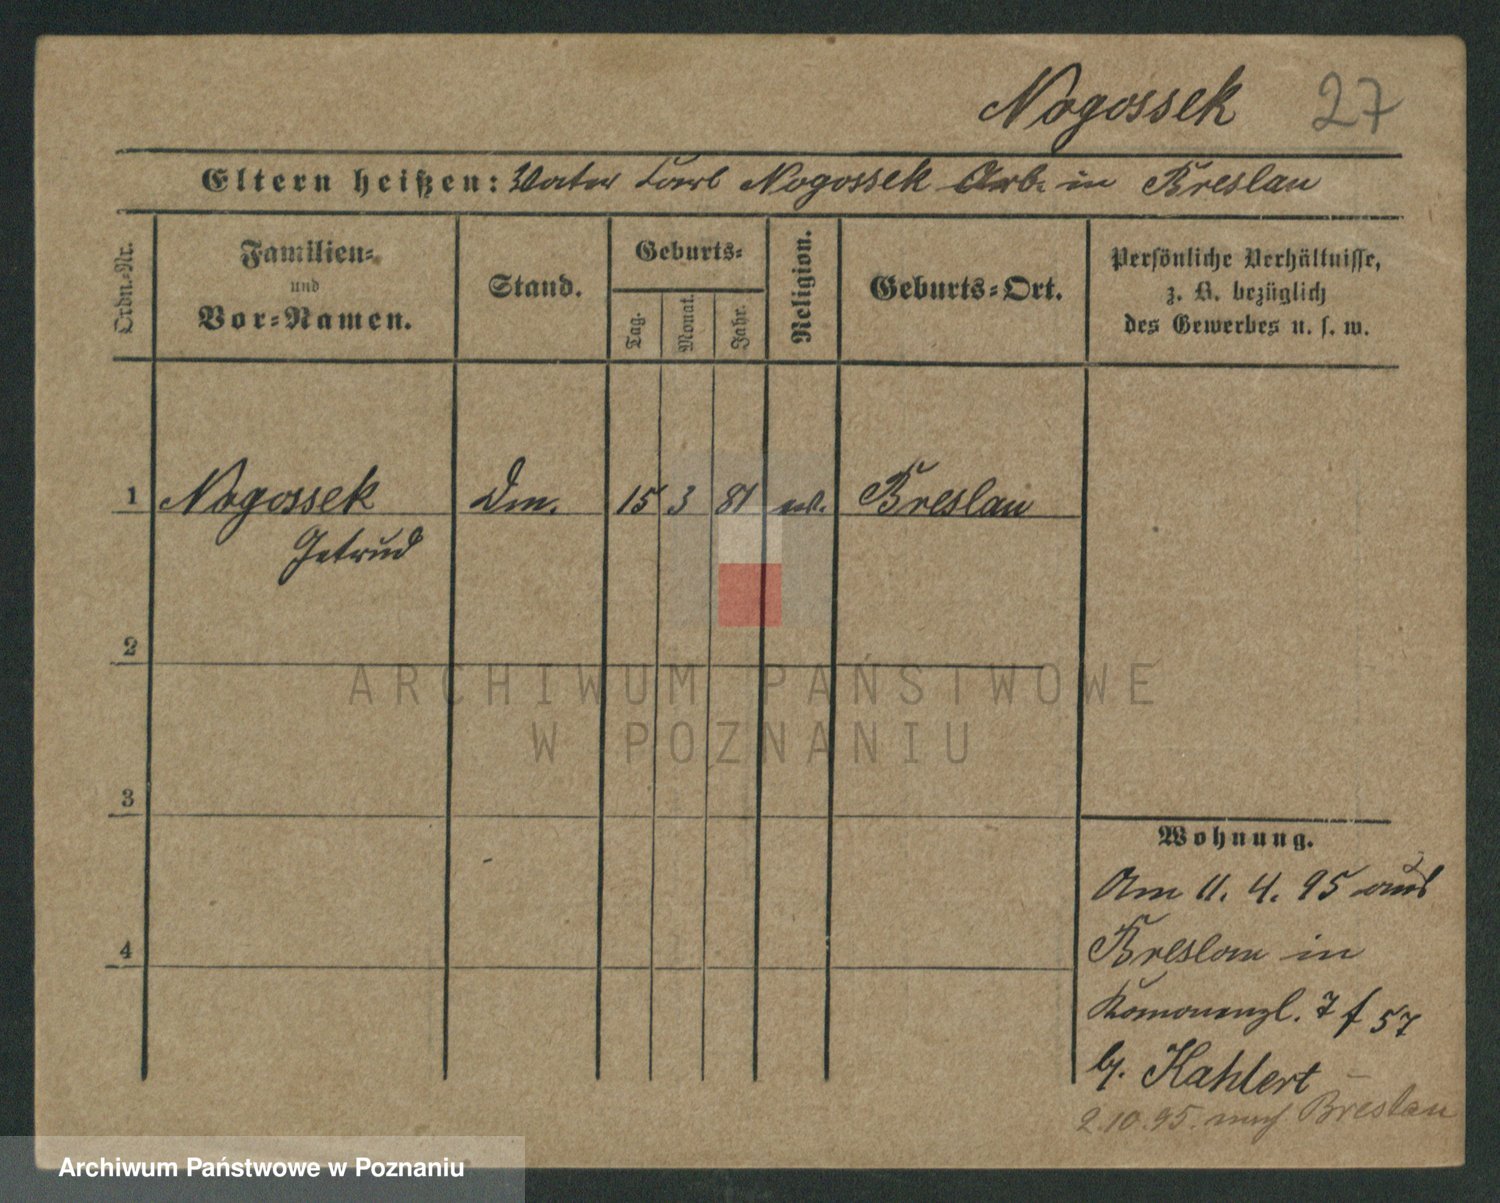 Nogossek 27
Eltern heißen: Vater Karl Nogossek Arb. in Breslau
Ordn.-Nr.
Familien-
und
Vor-Namen.
Stand.
Geburts-
Tag.
Monat.
Jahr.
Religion.
Geburts-Ort.
Persönliche Verhältnisse,
z. B. bezüglich
des Gewerbes u. s. w.
1 Nogossek Dm. 15 3 81 Breslau
Getrud
2
ARCHIWUM PAŃSTWOWE
W POZNANIU
3
Wohnung.
Am 11. 4. 95 aus
4
Breslau in
57
b. Kahlert
2.10.95. nach Breslau
Archiwum Państwowe w Poznaniu